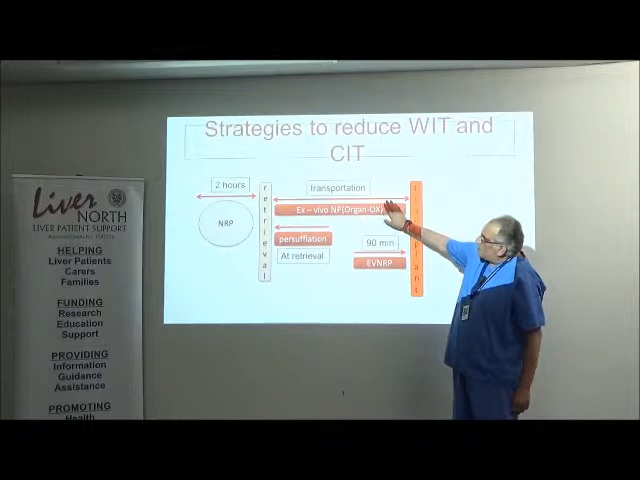 Liver
NORTH
LIVER PATIENT SUPPORT
HELPING
Liver Patients
Carers
Families
FUNDING
Research
Education
Support
PROVIDING
Information
Guidance
Assistance
PROMOTING
Health
Strategies to reduce WIT and
CIT
2 hours
NRP
retrieval
transportation
Ex – vivo NP(Organ-OX)
persufflation
At retrieval
90 min
EVNRP